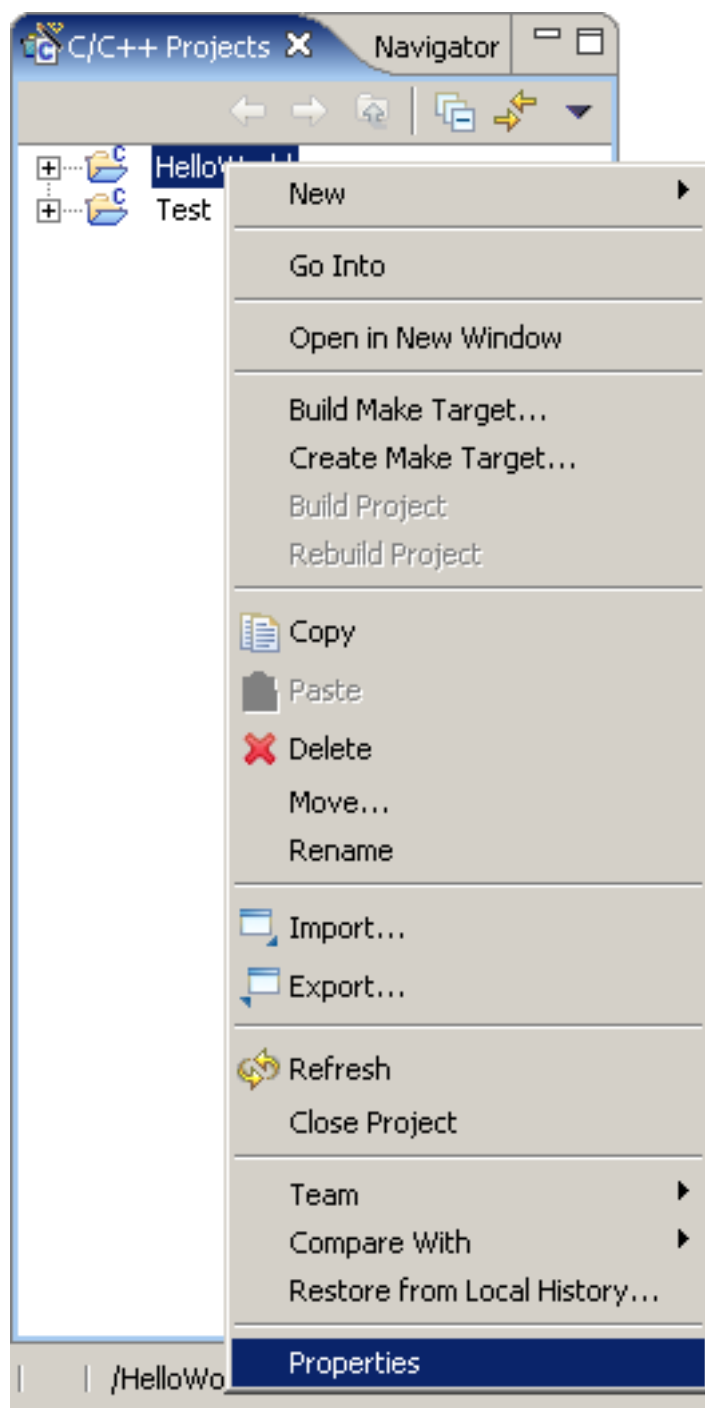 C/C++ Projects Navigator
HelloWorld
Test
New
Go Into
Open in New Window
Build Make Target...
Create Make Target...
Build Project
Rebuild Project
Copy
Paste
Delete
Move...
Rename
Import...
Export...
Refresh
Close Project
Team
Compare With
Restore from Local History...
Properties
/HelloWo